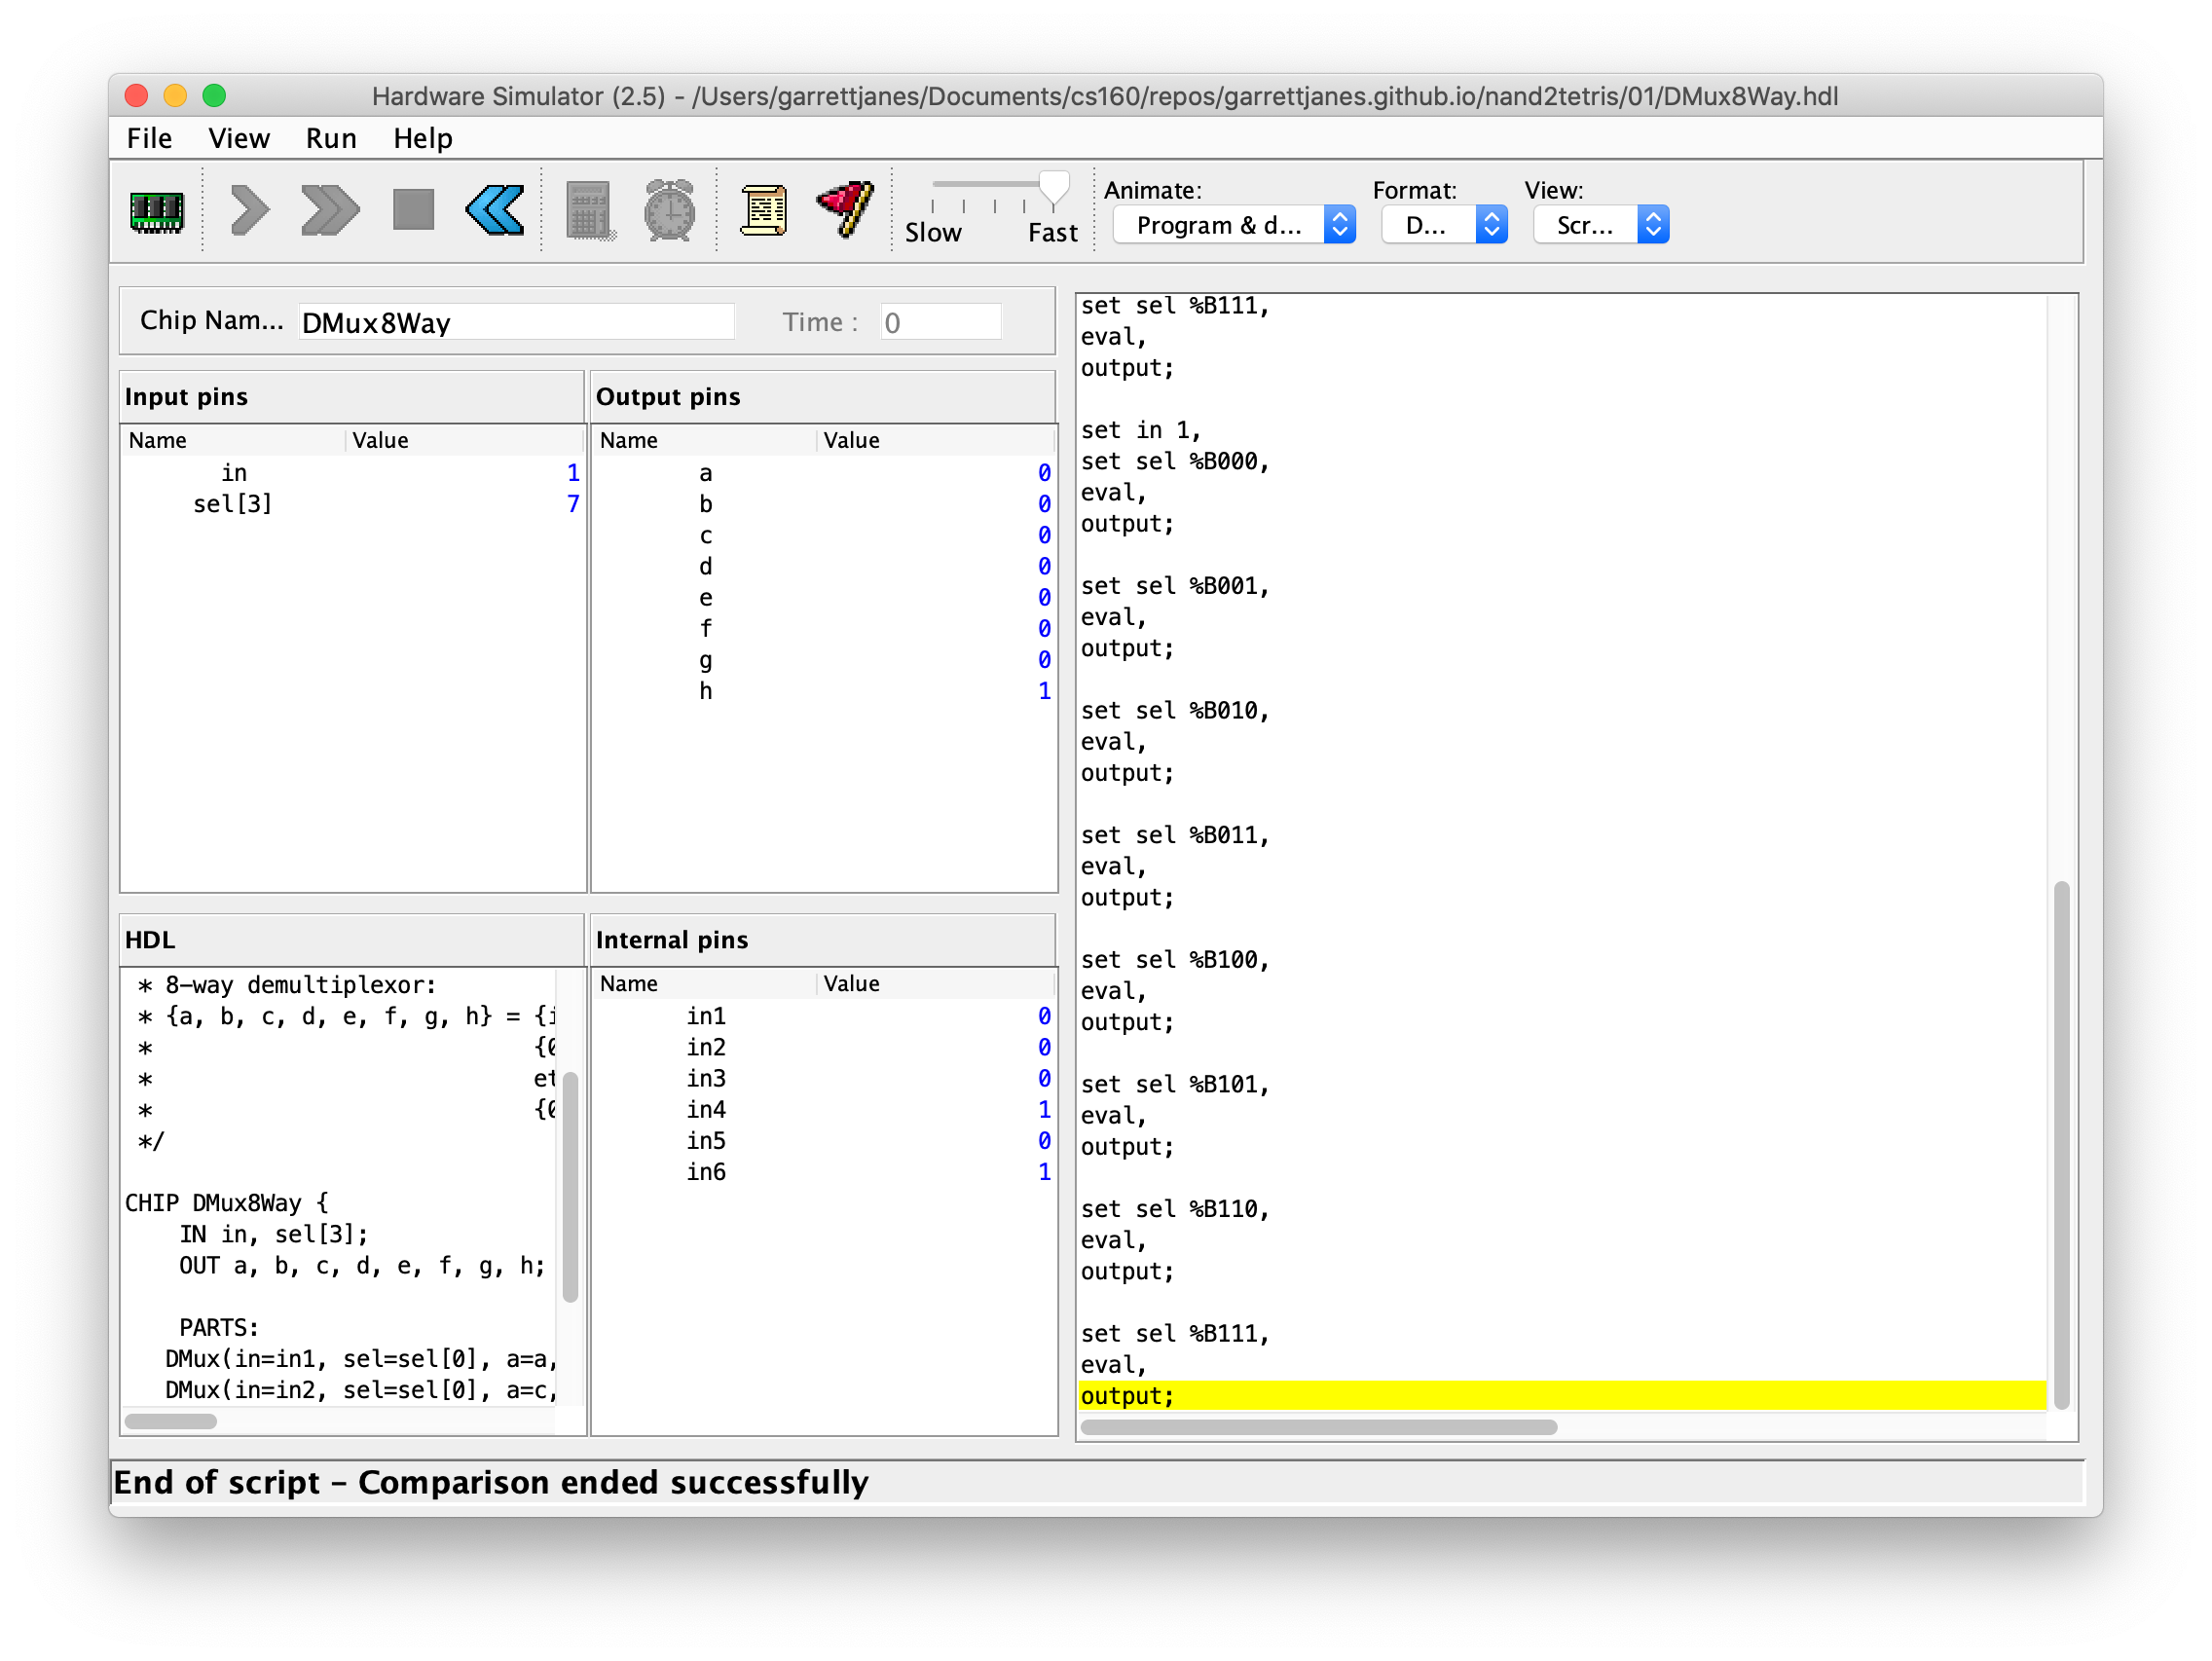 Hardware Simulator (2.5) - /Users/garrettjanes/Documents/cs160/repos/garrettjanes.github.io/nand2tetris/01/DMux8Way.hdl
File View Run Help
Slow Fast
Animate: Format: View:
Program & d... D... Scr...
Chip Nam... DMux8Way Time : 0
Input pins
Name Value
in 1
sel[3] 7
Output pins
Name Value
a 0
b 0
c 0
d 0
e 0
f 0
g 0
h 1
HDL
* 8-way demultiplexor:
* {a, b, c, d, e, f, g, h} = {i
* {0
* et
* {0
*/
CHIP DMux8Way {
IN in, sel[3];
OUT a, b, c, d, e, f, g, h;
PARTS:
DMux(in=in1, sel=sel[0], a=a,
DMux(in=in2, sel=sel[0], a=c,
Internal pins
Name Value
in1 0
in2 0
in3 0
in4 1
in5 0
in6 1
set sel %B111,
eval,
output;
set in 1,
set sel %B000,
eval,
output;
set sel %B001,
eval,
output;
set sel %B010,
eval,
output;
set sel %B011,
eval,
output;
set sel %B100,
eval,
output;
set sel %B101,
eval,
output;
set sel %B110,
eval,
output;
set sel %B111,
eval,
output;
End of script - Comparison ended successfully